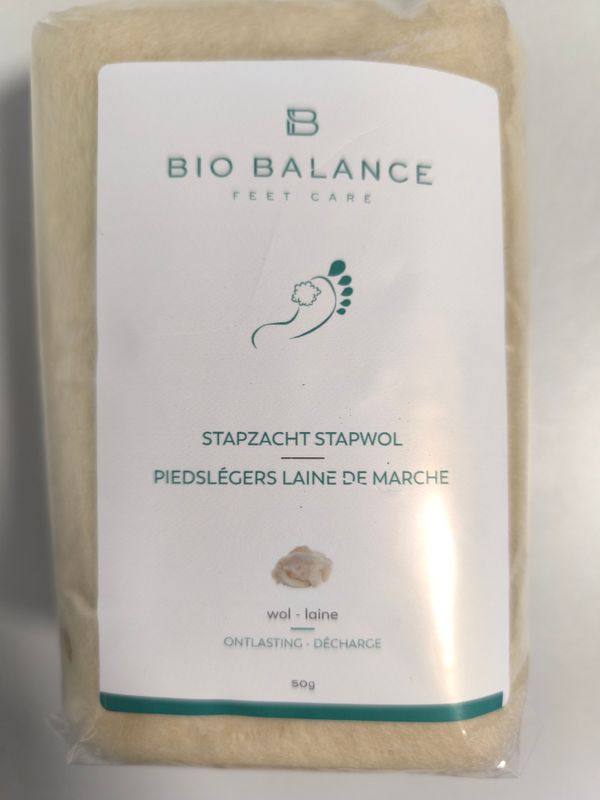 B
BIO BALANCE
FEET CARE
STAPZACHT STAPWOL
PIEDSLÉGERS LAINE DE MARCHE
wol - laine
ONTLASTING - DÉCHARGE
50g